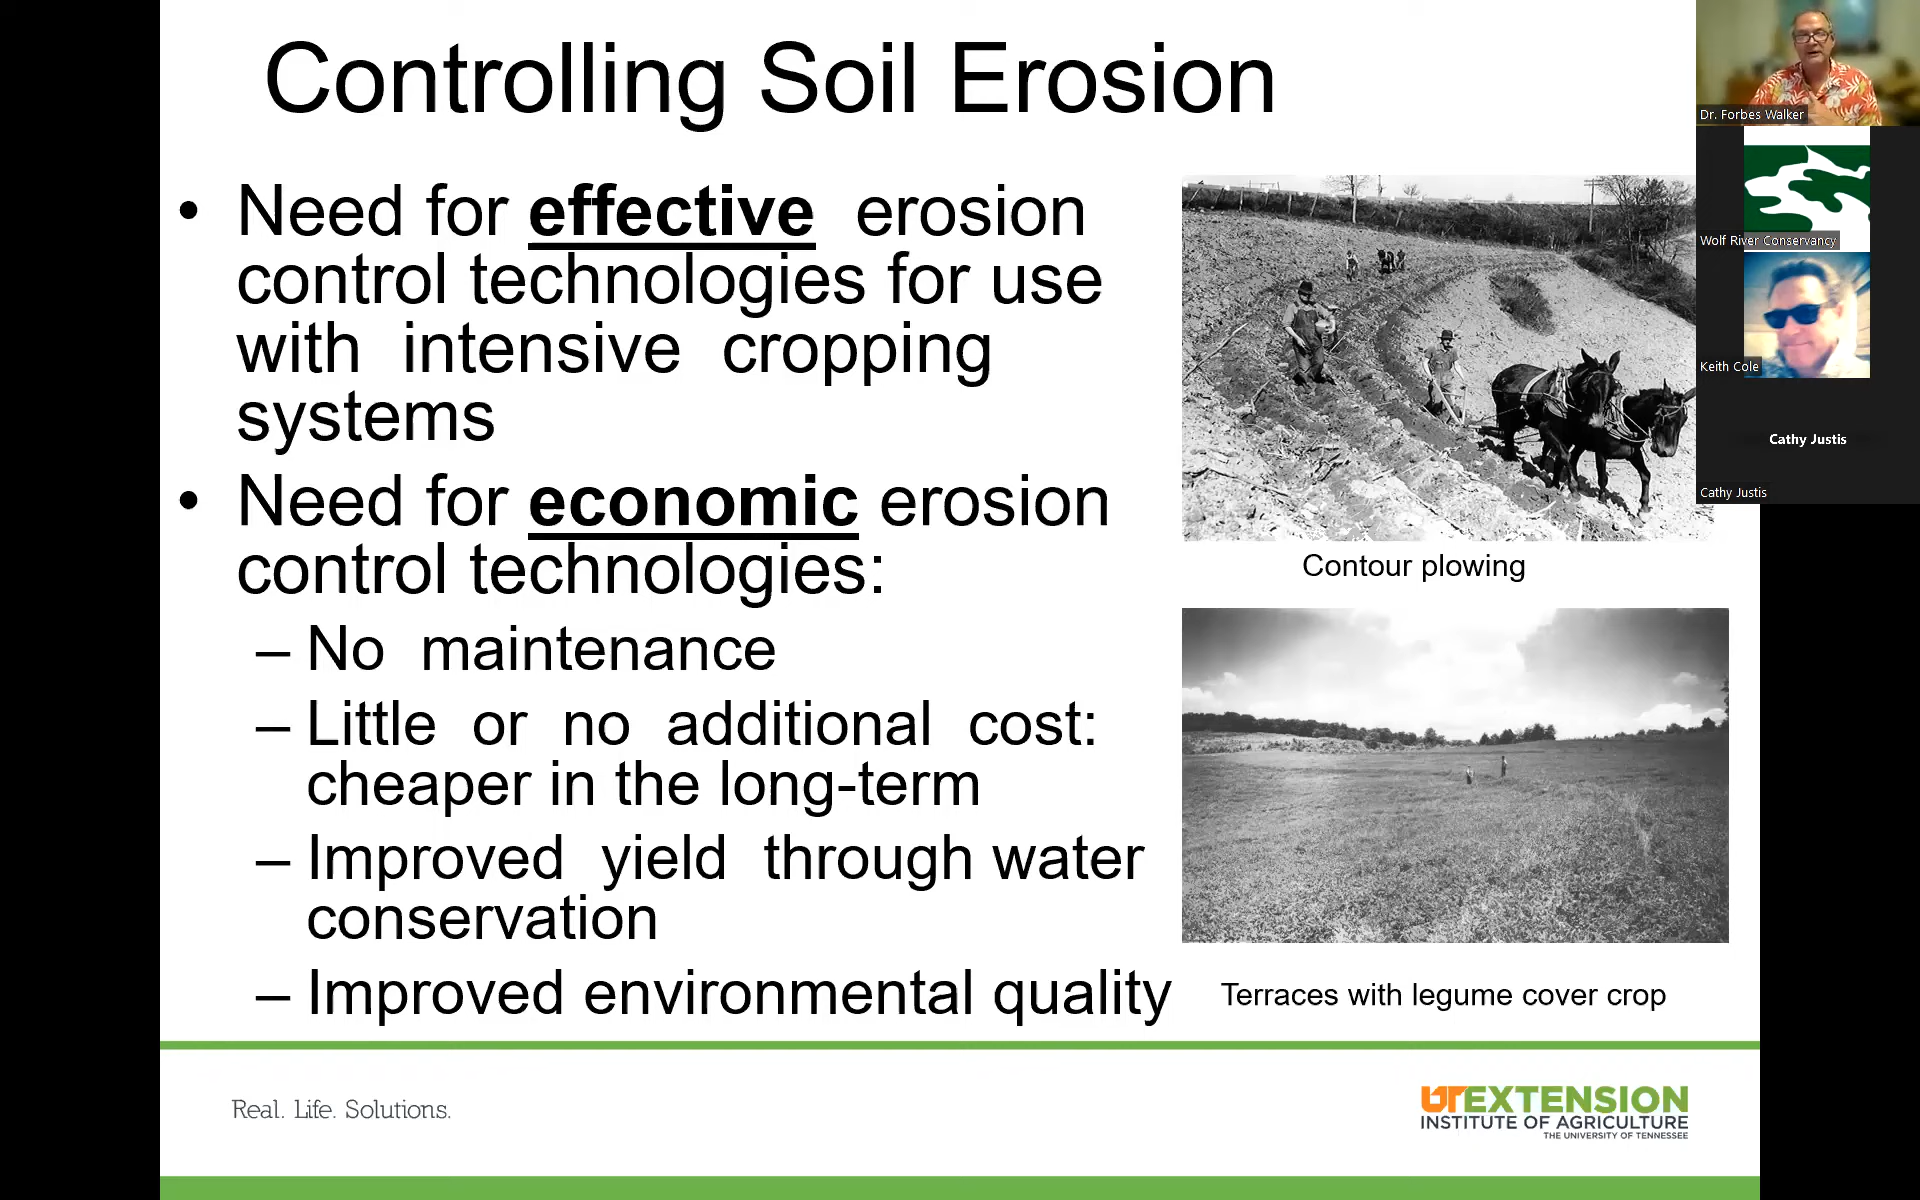 Controlling Soil Erosion
• Need for effective erosion
control technologies for use
with intensive cropping
systems
• Need for economic erosion
control technologies:
– No maintenance
– Little or no additional cost:
cheaper in the long-term
– Improved yield through water
conservation
– Improved environmental quality
Contour plowing
Terraces with legume cover crop
Real. Life. Solutions.
UTEXTENSION
INSTITUTE OF AGRICULTURE
THE UNIVERSITY OF TENNESSEE
Dr. Forbes Walker
Wolf River Conservancy
Keith Cole
Cathy Justis
Cathy Justis